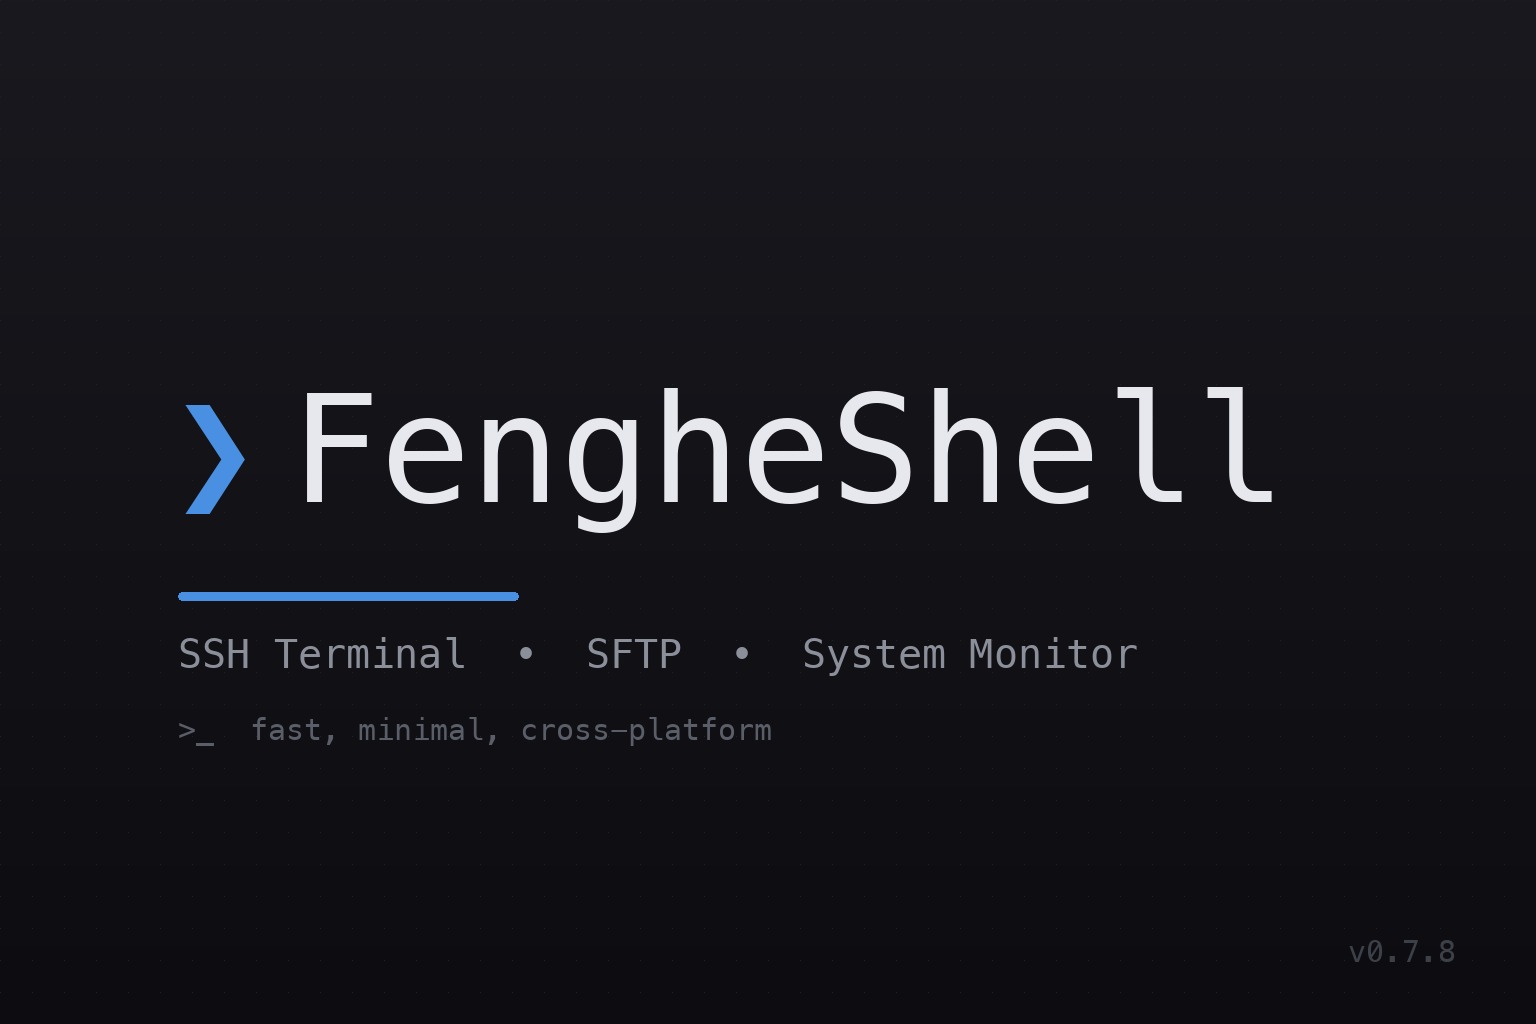 ❯ FengheShell
SSH Terminal • SFTP • System Monitor
>_ fast, minimal, cross–platform
v0.7.8